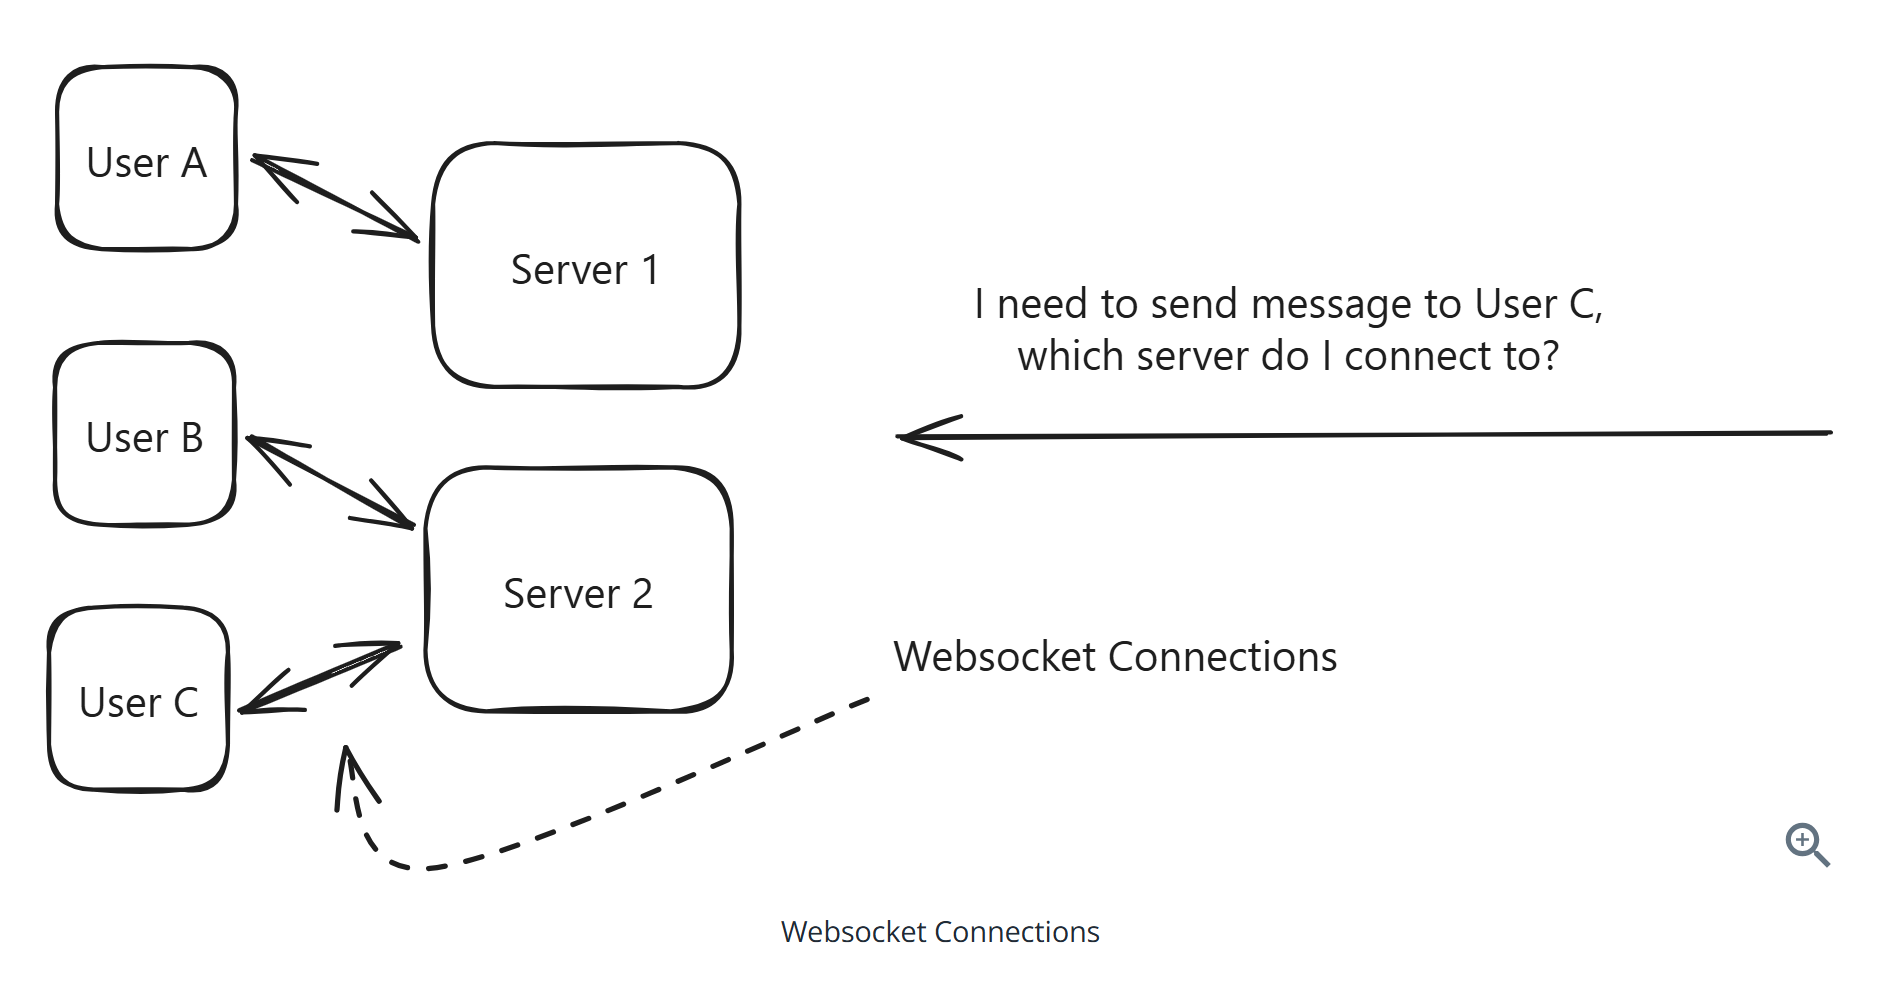 User A
Server 1
I need to send message to User C,
which server do I connect to?
User B
Server 2
Websocket Connections
User C
Websocket Connections